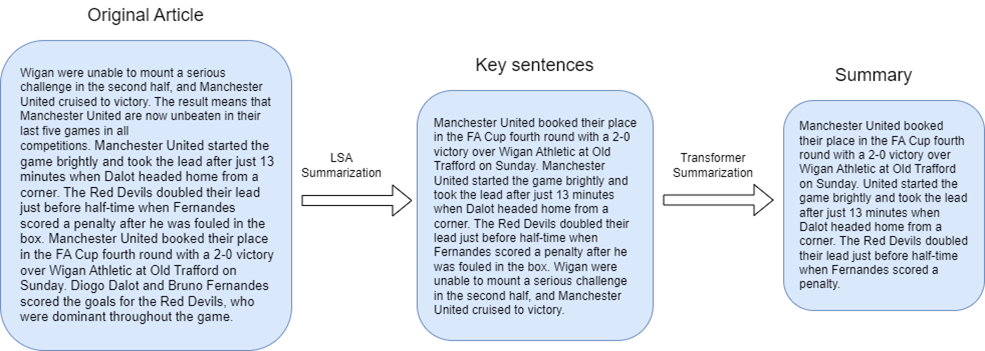 Original Article
Wigan were unable to mount a serious
challenge in the second half, and Manchester
United cruised to victory. The result means that
Manchester United are now unbeaten in their
last five games in all
competitions. Manchester United started the
game brightly and took the lead after just 13
minutes when Dalot headed home from a
corner. The Red Devils doubled their lead
just before half-time when Fernandes
scored a penalty after he was fouled in the
box. Manchester United booked their place
in the FA Cup fourth round with a 2-0 victory
over Wigan Athletic at Old Trafford on
Sunday. Diogo Dalot and Bruno Fernandes
scored the goals for the Red Devils, who
were dominant throughout the game.
LSA
Summarization
Key sentences
Manchester United booked their place
in the FA Cup fourth round with a 2-0
victory over Wigan Athletic at Old
Trafford on Sunday. Manchester
United started the game brightly and
took the lead after just 13 minutes
when Dalot headed home from a
corner. The Red Devils doubled their
lead just before half-time when
Fernandes scored a penalty after he
was fouled in the box. Wigan were
unable to mount a serious challenge
in the second half, and Manchester
United cruised to victory.
Transformer
Summarization
Summary
Manchester United booked
their place in the FA Cup fourth
round with a 2-0 victory over
Wigan Athletic at Old Trafford
on Sunday. United started the
game brightly and took the lead
after just 13 minutes when
Dalot headed home from a
corner. The Red Devils doubled
their lead just before half-time
when Fernandes scored a
penalty.